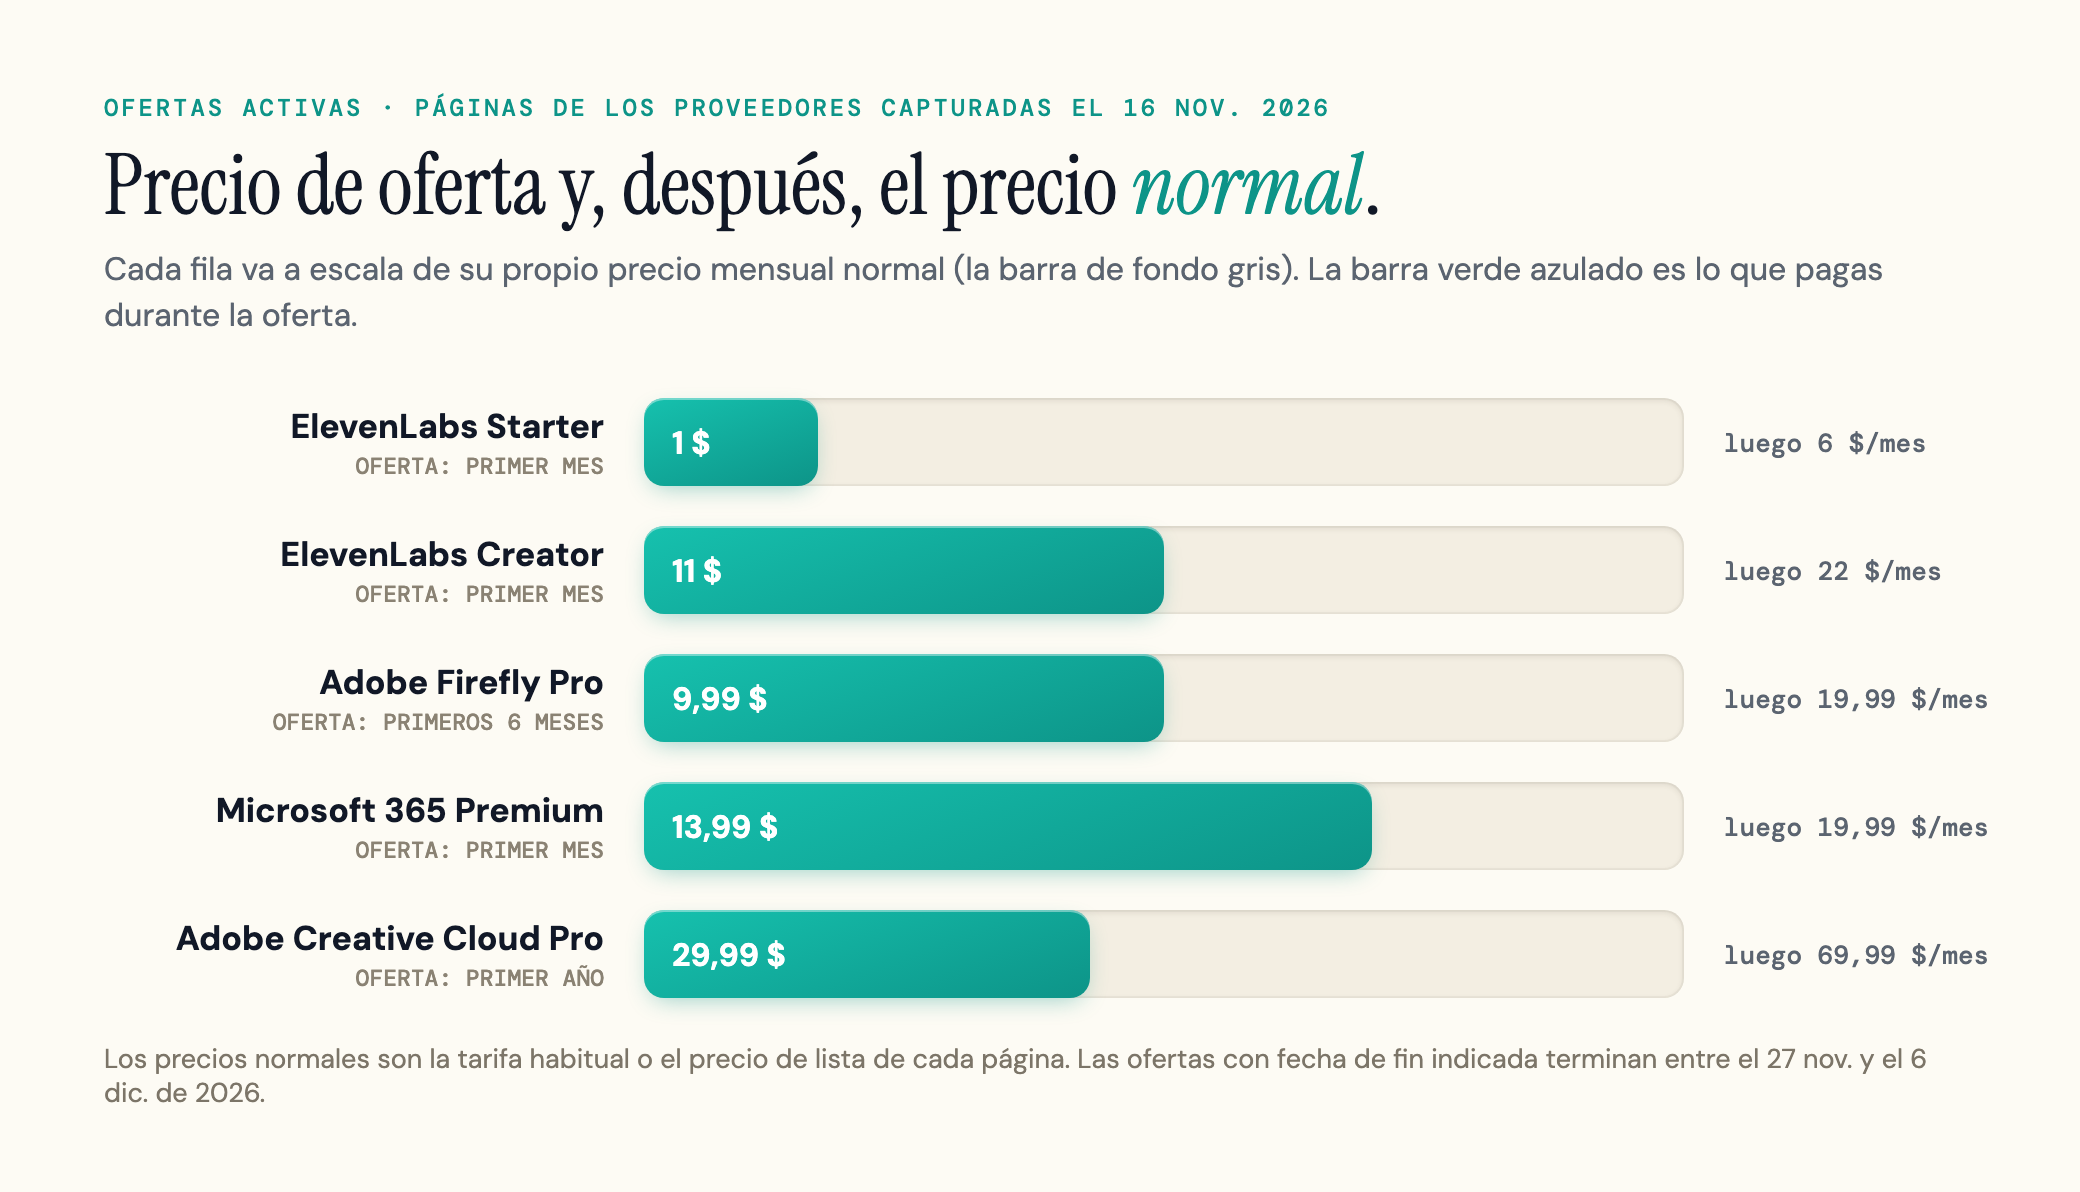 OFERTAS ACTIVAS · PÁGINAS DE LOS PROVEEDORES CAPTURADAS EL 16 NOV. 2026
Precio de oferta y, después, el precio normal.
Cada fila va a escala de su propio precio mensual normal (la barra de fondo gris). La barra verde azulado es lo que pagas
durante la oferta.
ElevenLabs Starter
OFERTA: PRIMER MES
1 $
luego 6 $/mes
ElevenLabs Creator
OFERTA: PRIMER MES
11 $
luego 22 $/mes
Adobe Firefly Pro
OFERTA: PRIMEROS 6 MESES
9,99 $
luego 19,99 $/mes
Microsoft 365 Premium
OFERTA: PRIMER MES
13,99 $
luego 19,99 $/mes
Adobe Creative Cloud Pro
OFERTA: PRIMER AÑO
29,99 $
luego 69,99 $/mes
Los precios normales son la tarifa habitual o el precio de lista de cada página. Las ofertas con fecha de fin indicada terminan entre el 27 nov. y el 6
dic. de 2026.